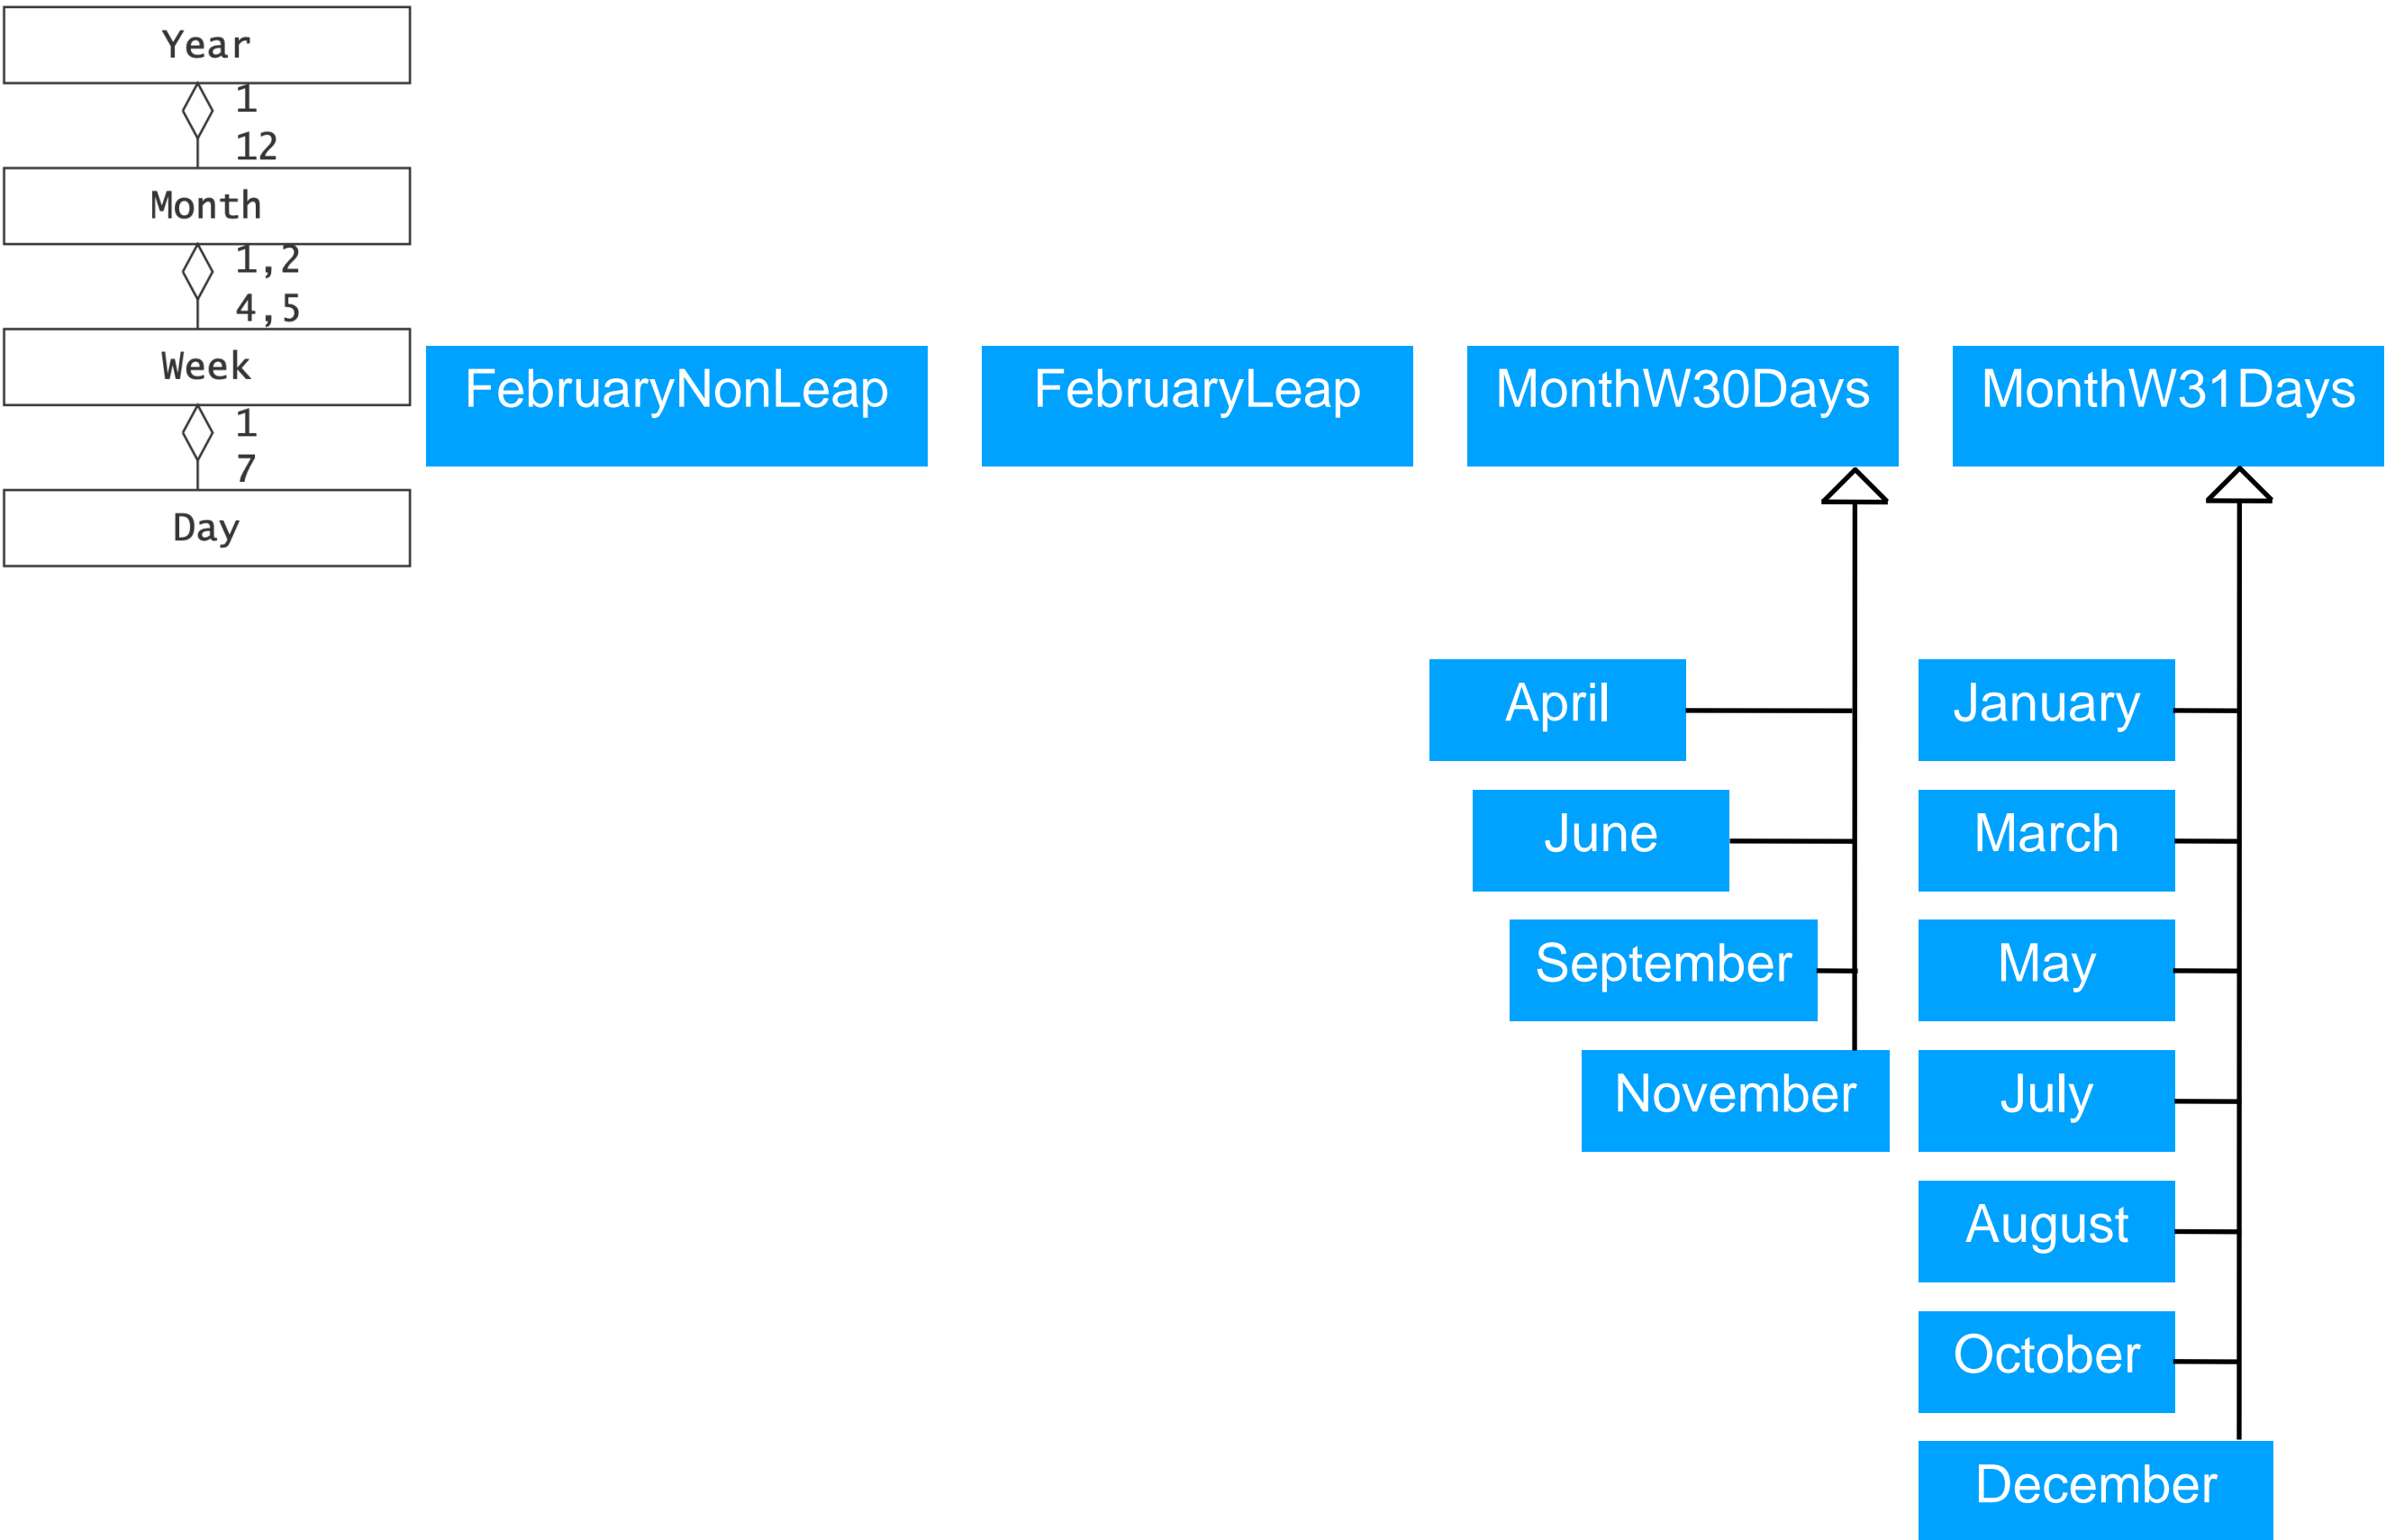 Year
1
12
Month
1,2
4,5
Week
1
7
Day
FebruaryNonLeap
FebruaryLeap
MonthW30Days
MonthW31Days
April
June
September
November
January
March
May
July
August
October
December